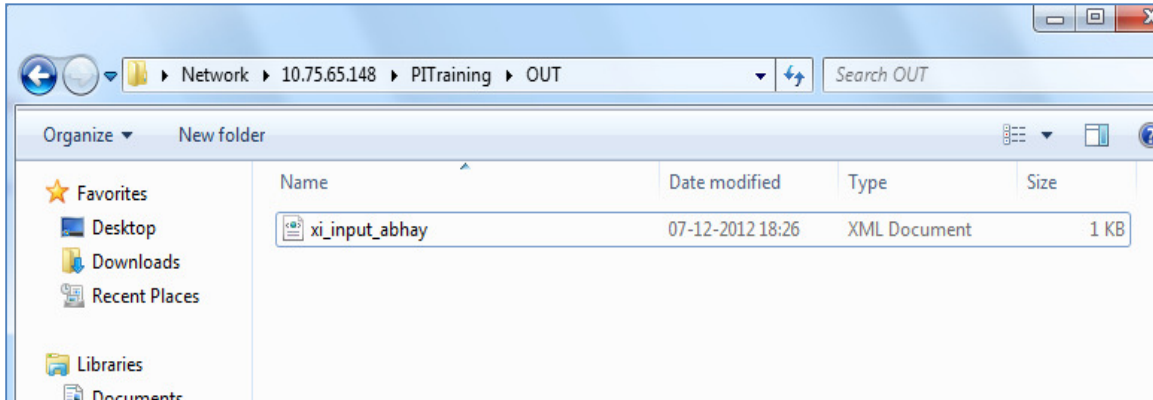 Network ▸ 10.75.65.148 ▸ PITraining ▸ OUT
Search OUT
Organize
New folder
Name Date modified Type Size
xi_input_abhay 07-12-2012 18:26 XML Document 1 KB
Favorites
Desktop
Downloads
Recent Places
Libraries
Documents